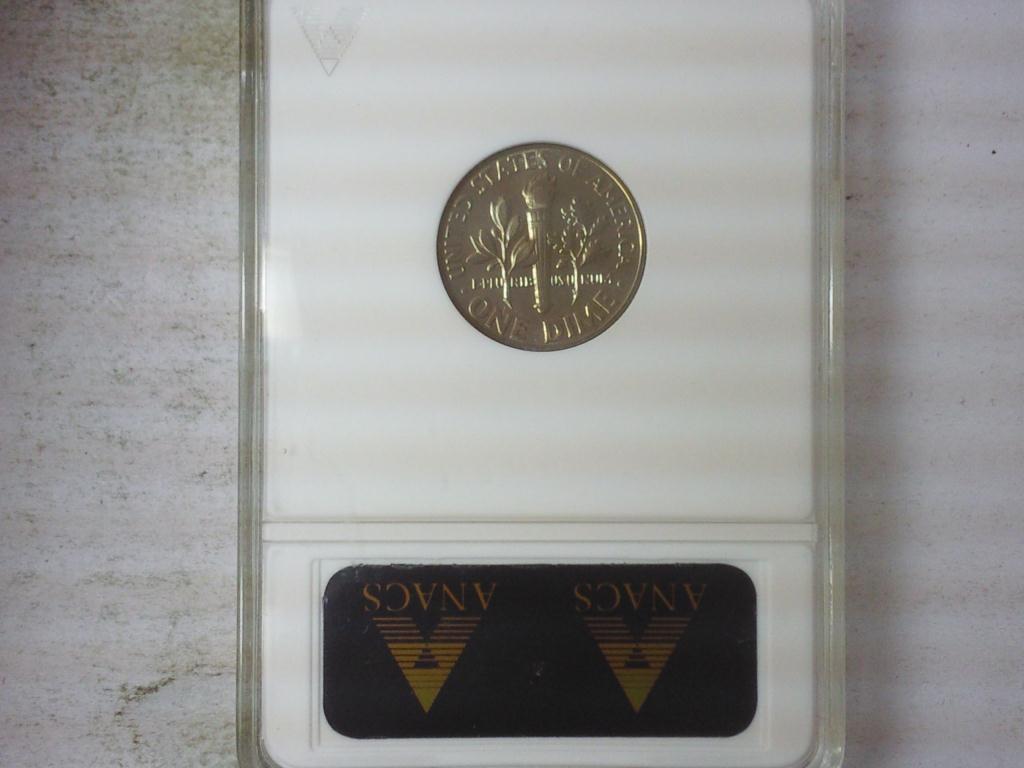 UNITED STATES OF AMERICA
E PLURIBUS UNUM
ONE DIME
ANACS ANACS